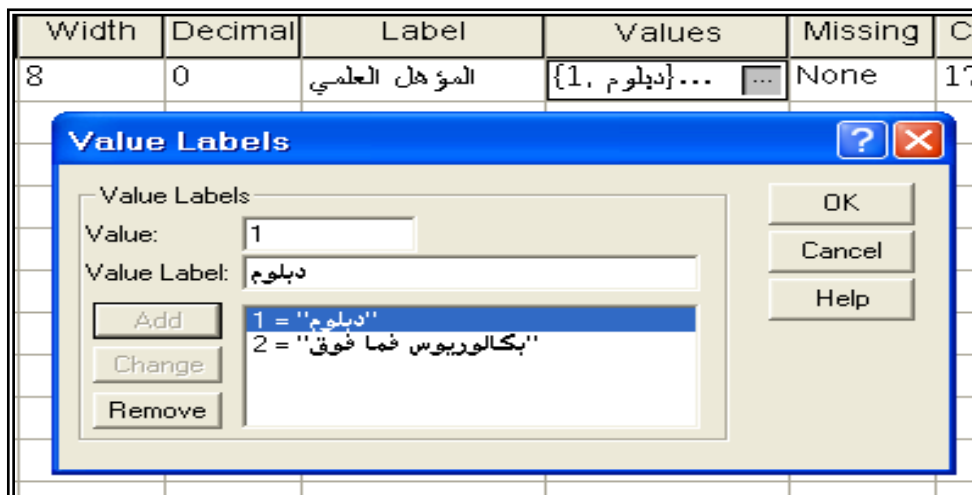 Width Decimal Label Values Missing C
8 0 المؤهل العلمي {1, دبلوم}... ... None
Value Labels
Value Labels
Value: 1
Value Label: دبلوم
OK
Cancel
Help
Add
Change
Remove
1 = "دبلوم"
2 = "بكالوريوس فما فوق"